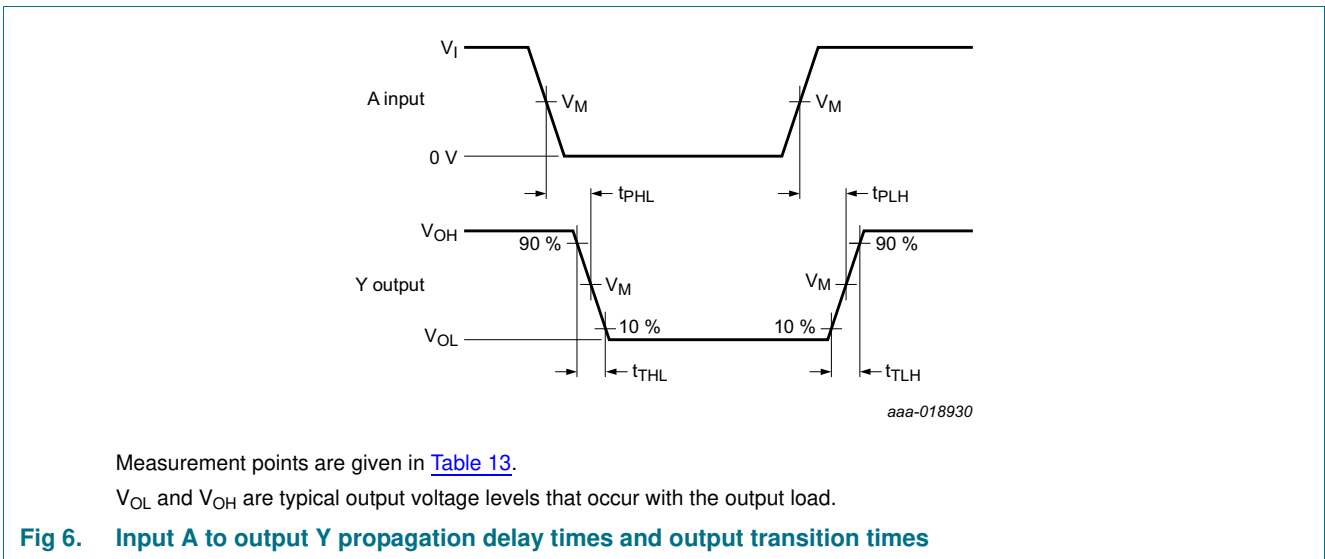 V_I
A input
V_M
V_M
0 V
t_PHL
t_PLH
V_OH
90 %
90 %
Y output
V_M
V_M
10 %
10 %
V_OL
t_THL
t_TLH
aaa-018930
Measurement points are given in Table 13.
V_OL and V_OH are typical output voltage levels that occur with the output load.
Fig 6. Input A to output Y propagation delay times and output transition times